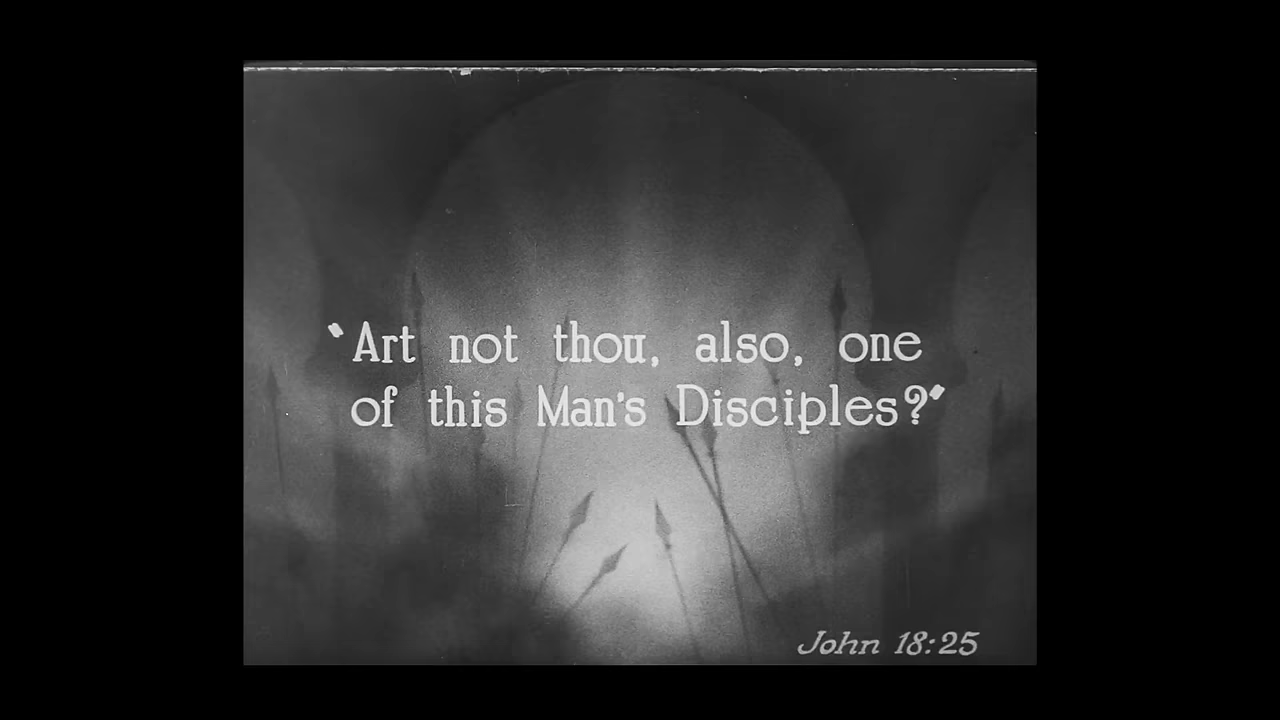 "Art not thou, also, one
of this Man's Disciples?"
John 18:25